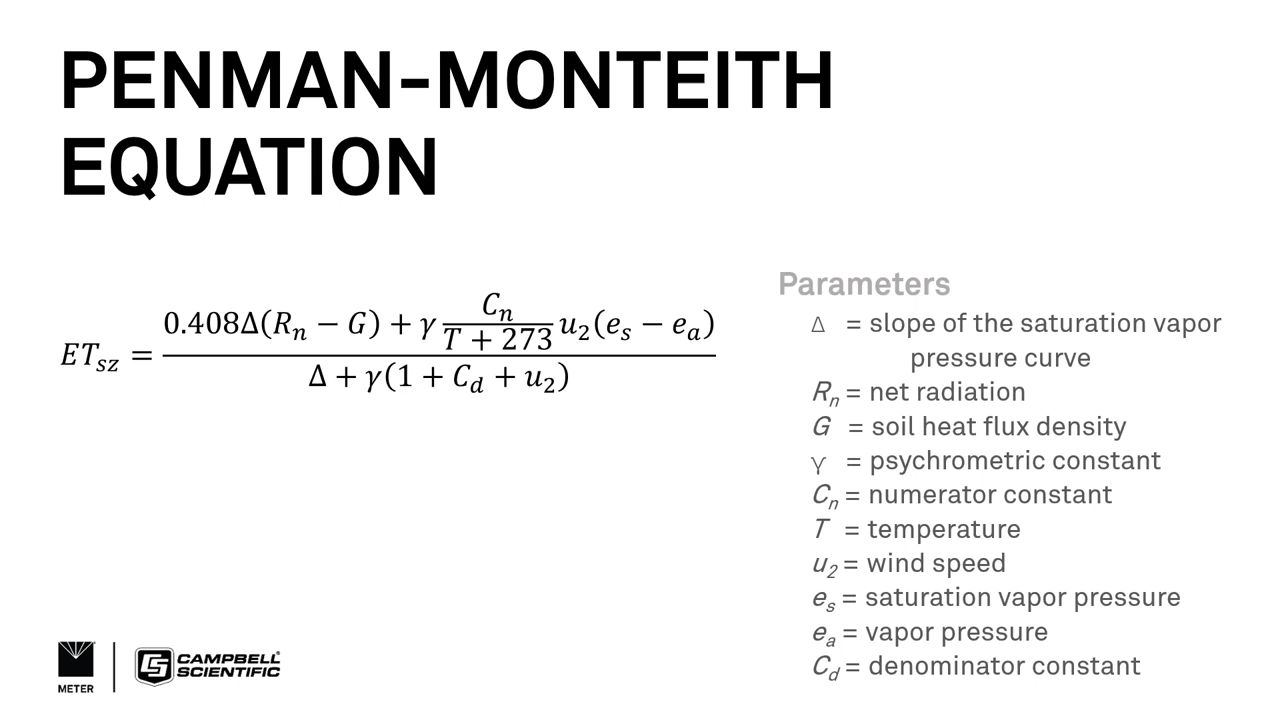 PENMAN-MONTEITH
EQUATION
ET_sz = (0.408Δ(R_n − G) + γ (C_n / (T + 273)) u_2(e_s − e_a)) / (Δ + γ(1 + C_d + u_2))
Parameters
Δ = slope of the saturation vapor
pressure curve
R_n = net radiation
G = soil heat flux density
γ = psychrometric constant
C_n = numerator constant
T = temperature
u_2 = wind speed
e_s = saturation vapor pressure
e_a = vapor pressure
C_d = denominator constant
METER
CAMPBELL
SCIENTIFIC